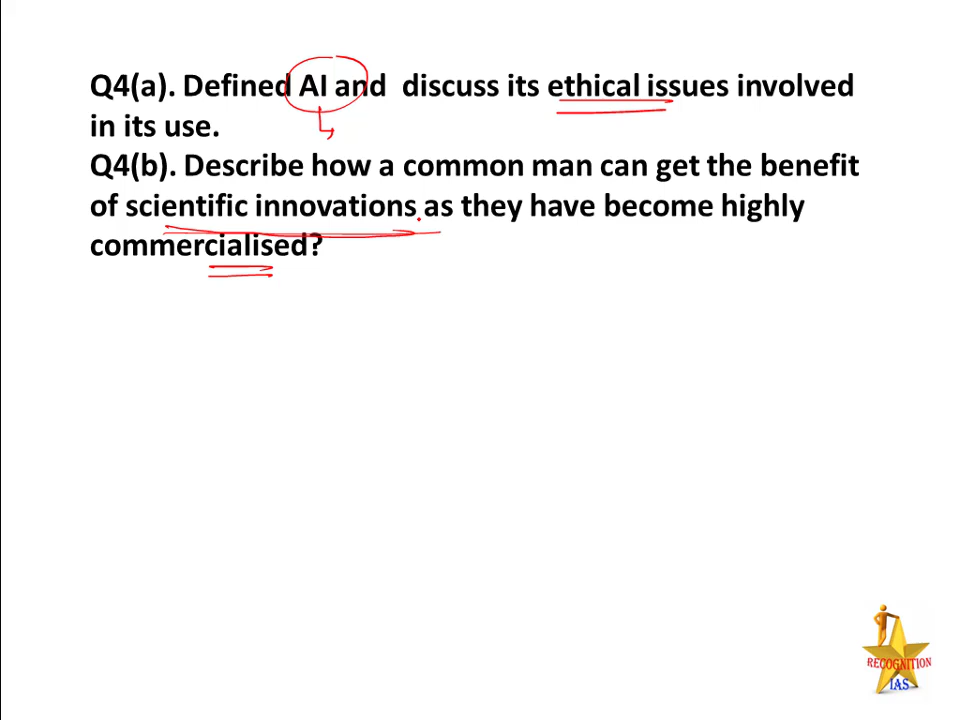 Q4(a). Defined AI and discuss its ethical issues involved
in its use.
Q4(b). Describe how a common man can get the benefit
of scientific innovations as they have become highly
commercialised?
RECOGNITION
IAS